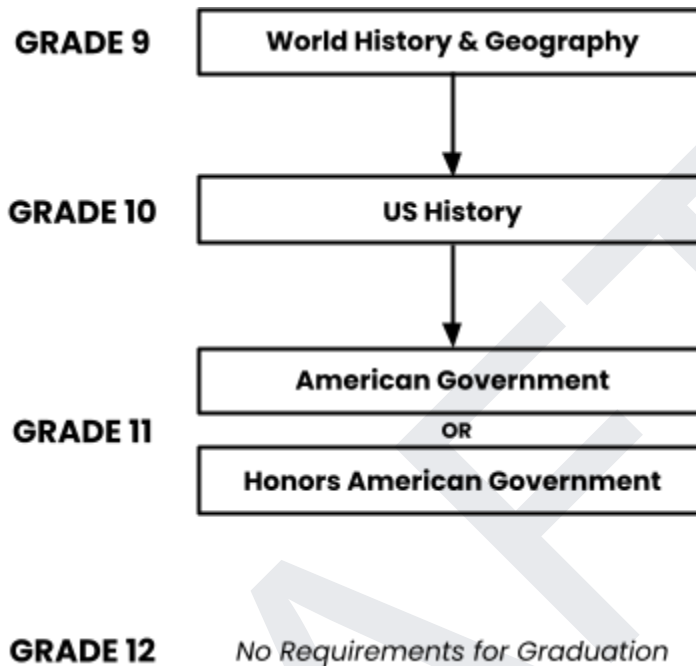 GRADE 9 World History & Geography
GRADE 10 US History
American Government
GRADE 11 OR
Honors American Government
GRADE 12 No Requirements for Graduation